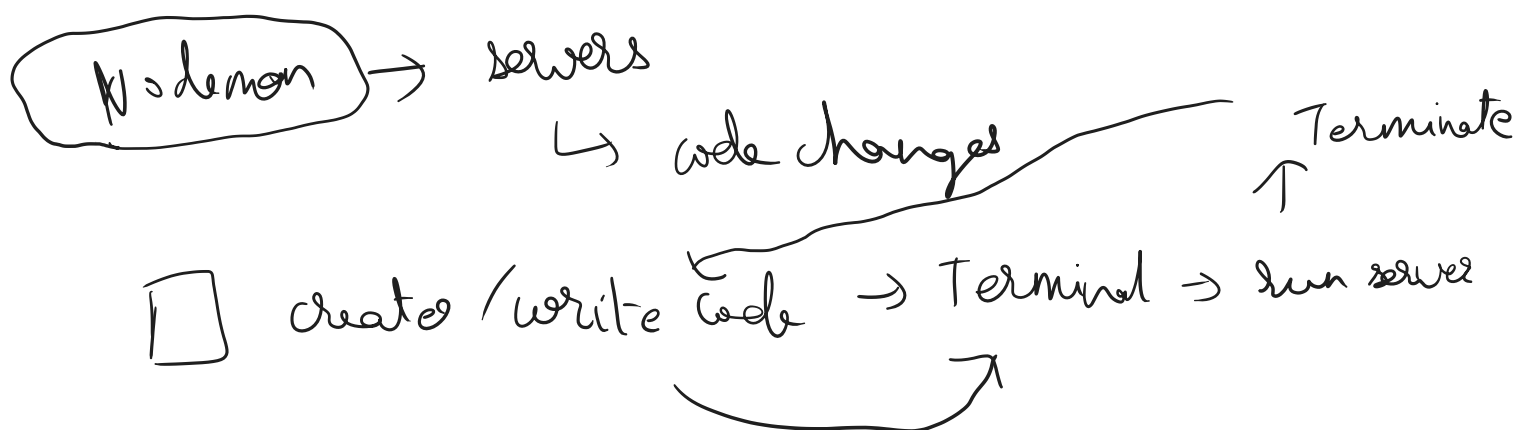 Nodemon → servers
↳ code changes
Terminate
↑
create / write code → Terminal → run server